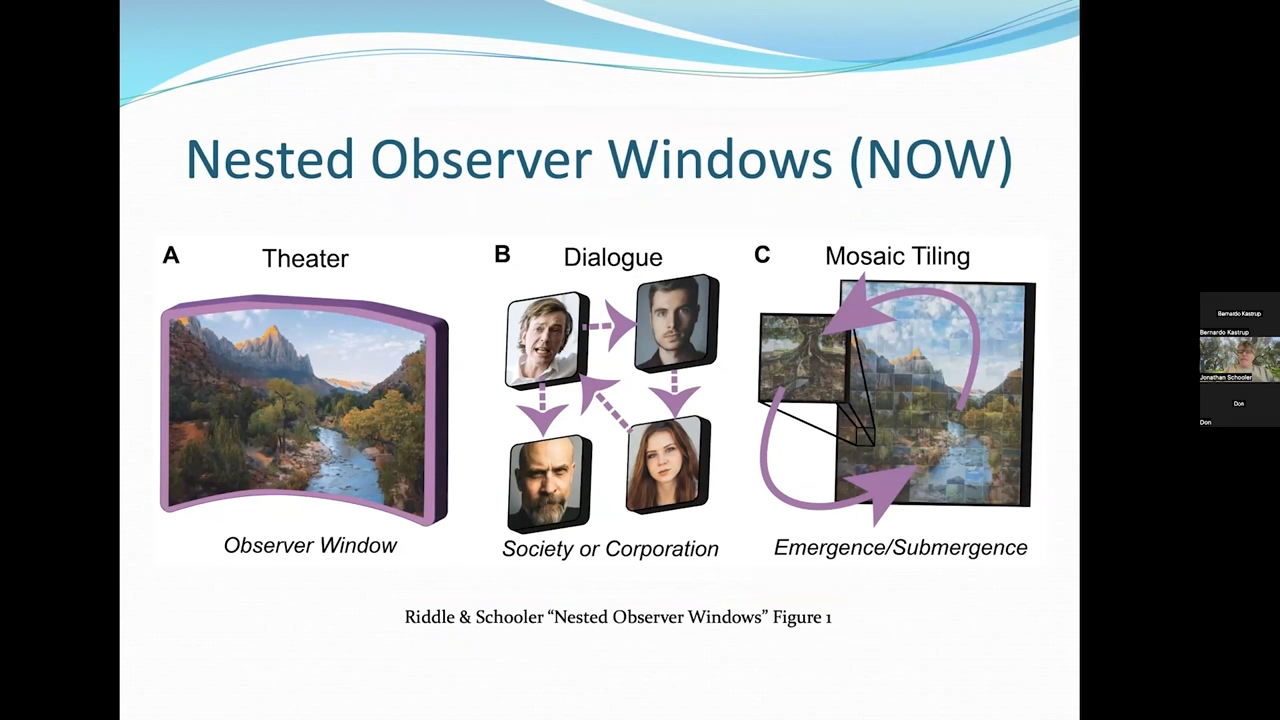 Nested Observer Windows (NOW)
A Theater
B Dialogue
C Mosaic Tiling
Observer Window
Society or Corporation
Emergence/Submergence
Riddle & Schooler “Nested Observer Windows” Figure 1
Bernardo Kastrup
Bernardo Kastrup
Jonathan Schooler
Don
Don